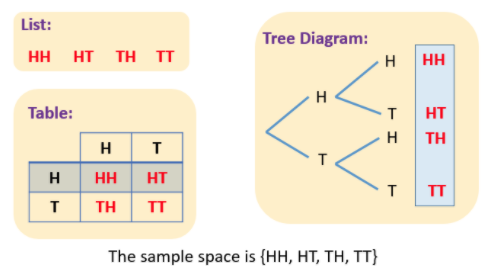 List:
HH HT TH TT
Table:
H T
H HH HT
T TH TT
Tree Diagram:
H HH
H
T HT
H TH
T
T TT
The sample space is {HH, HT, TH, TT}